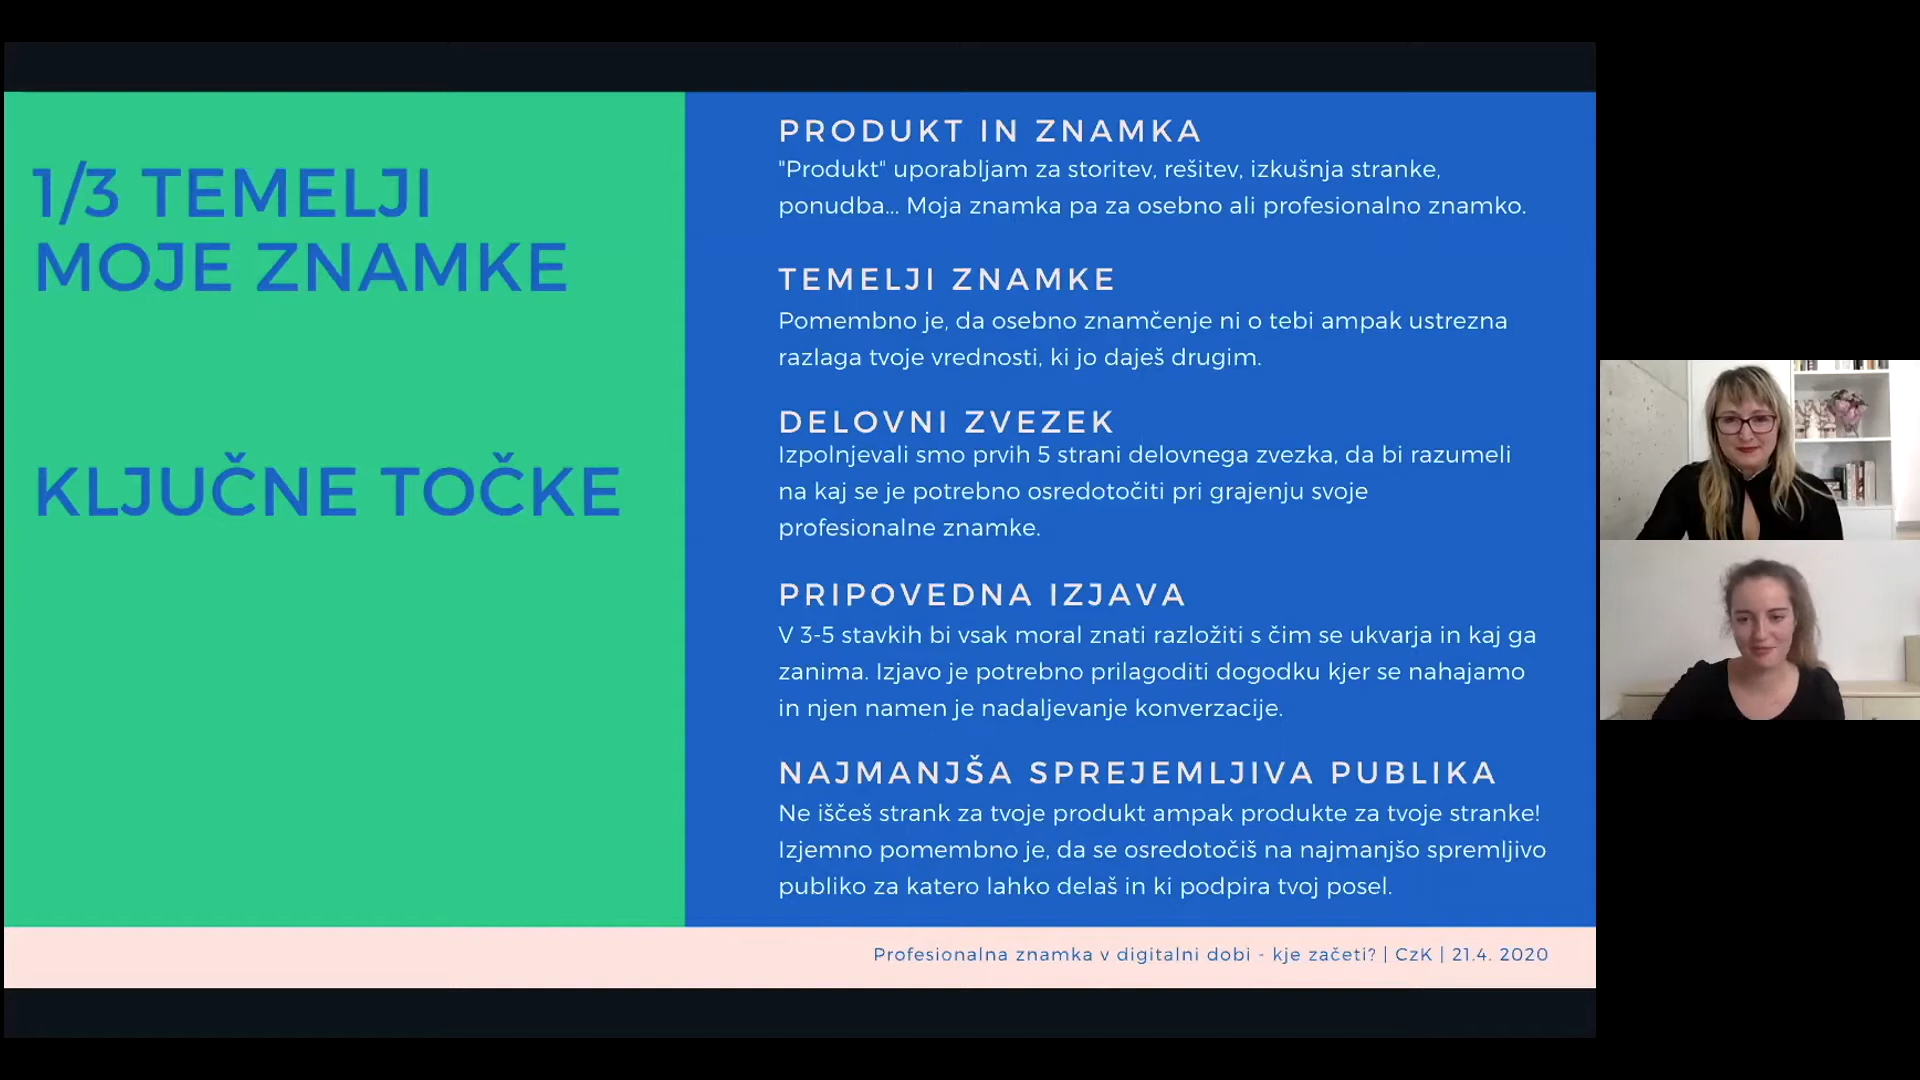 1/3 TEMELJI
MOJE ZNAMKE
KLJUČNE TOČKE
PRODUKT IN ZNAMKA
"Produkt" uporabljam za storitev, rešitev, izkušnja stranke,
ponudba... Moja znamka pa za osebno ali profesionalno znamko.
TEMELJI ZNAMKE
Pomembno je, da osebno znamčenje ni o tebi ampak ustrezna
razlaga tvoje vrednosti, ki jo daješ drugim.
DELOVNI ZVEZEK
Izpolnjevali smo prvih 5 strani delovnega zvezka, da bi razumeli
na kaj se je potrebno osredotočiti pri grajenju svoje
profesionalne znamke.
PRIPOVEDNA IZJAVA
V 3-5 stavkih bi vsak moral znati razložiti s čim se ukvarja in kaj ga
zanima. Izjavo je potrebno prilagoditi dogodku kjer se nahajamo
in njen namen je nadaljevanje konverzacije.
NAJMANJŠA SPREJEMLJIVA PUBLIKA
Ne iščeš strank za tvoje produkt ampak produkte za tvoje stranke!
Izjemno pomembno je, da se osredotočiš na najmanjšo spremljivo
publiko za katero lahko delaš in ki podpira tvoj posel.
Profesionalna znamka v digitalni dobi - kje začeti? | CzK | 21.4. 2020